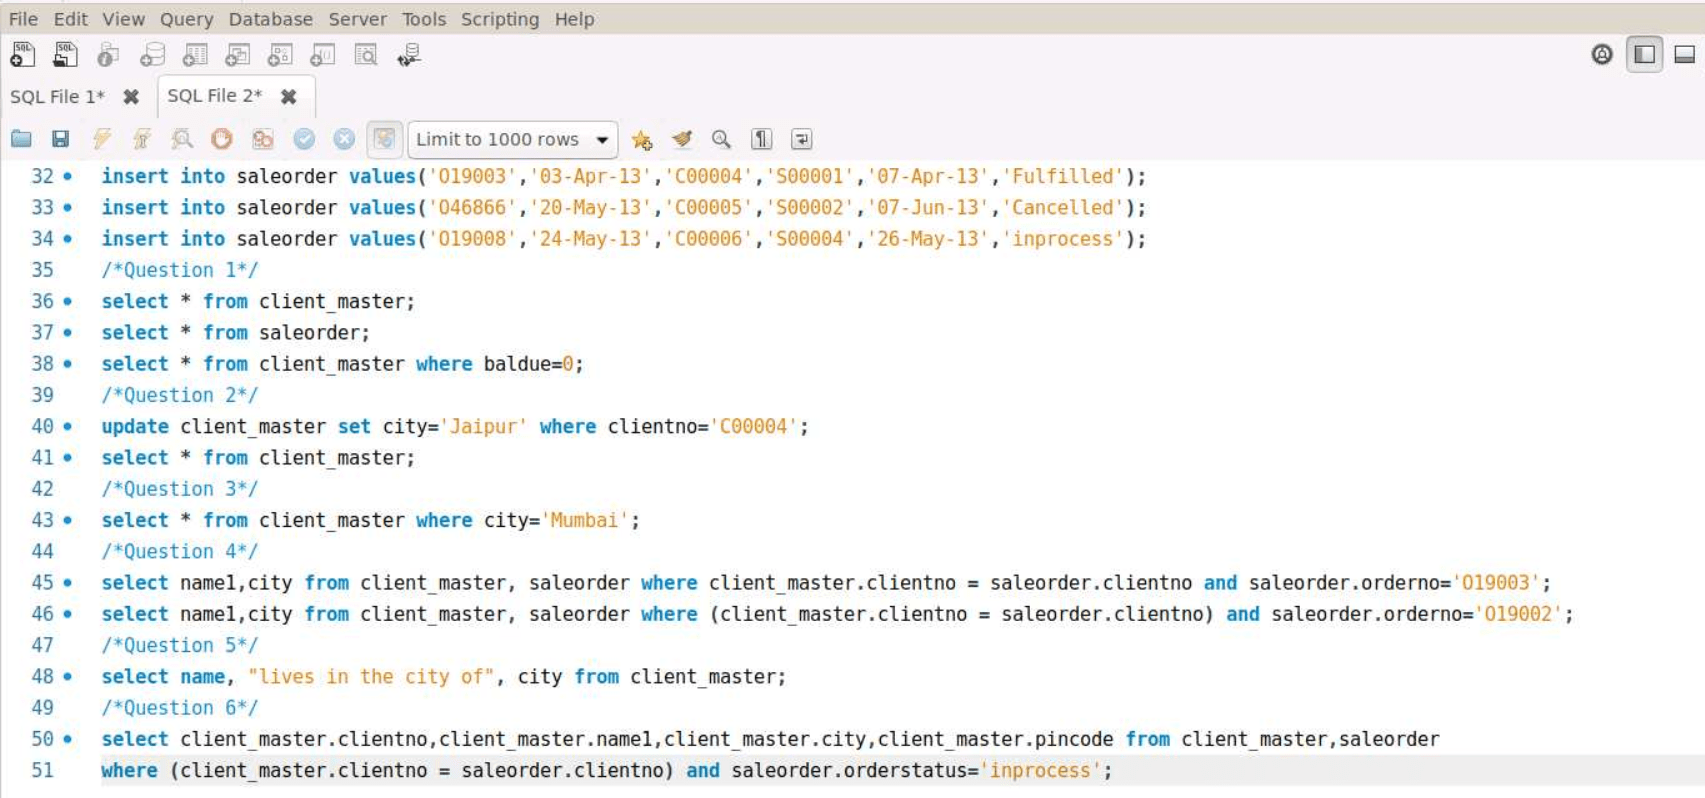 File Edit View Query Database Server Tools Scripting Help
SQL File 1* SQL File 2*
Limit to 1000 rows
32 insert into saleorder values('O19003','03-Apr-13','C00004','S00001','07-Apr-13','Fulfilled');
33 insert into saleorder values('O46866','20-May-13','C00005','S00002','07-Jun-13','Cancelled');
34 insert into saleorder values('O19008','24-May-13','C00006','S00004','26-May-13','inprocess');
35 /*Question 1*/
36 select * from client_master;
37 select * from saleorder;
38 select * from client_master where baldue=0;
39 /*Question 2*/
40 update client_master set city='Jaipur' where clientno='C00004';
41 select * from client_master;
42 /*Question 3*/
43 select * from client_master where city='Mumbai';
44 /*Question 4*/
45 select name1,city from client_master, saleorder where client_master.clientno = saleorder.clientno and saleorder.orderno='O19003';
46 select name1,city from client_master, saleorder where (client_master.clientno = saleorder.clientno) and saleorder.orderno='O19002';
47 /*Question 5*/
48 select name, "lives in the city of", city from client_master;
49 /*Question 6*/
50 select client_master.clientno,client_master.name1,client_master.city,client_master.pincode from client_master,saleorder
51 where (client_master.clientno = saleorder.clientno) and saleorder.orderstatus='inprocess';